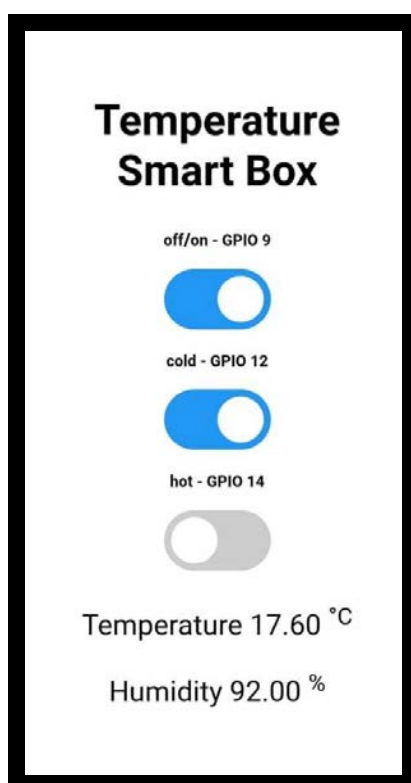 Temperature
Smart Box
off/on - GPIO 9
cold - GPIO 12
hot - GPIO 14
Temperature 17.60 °C
Humidity 92.00 %